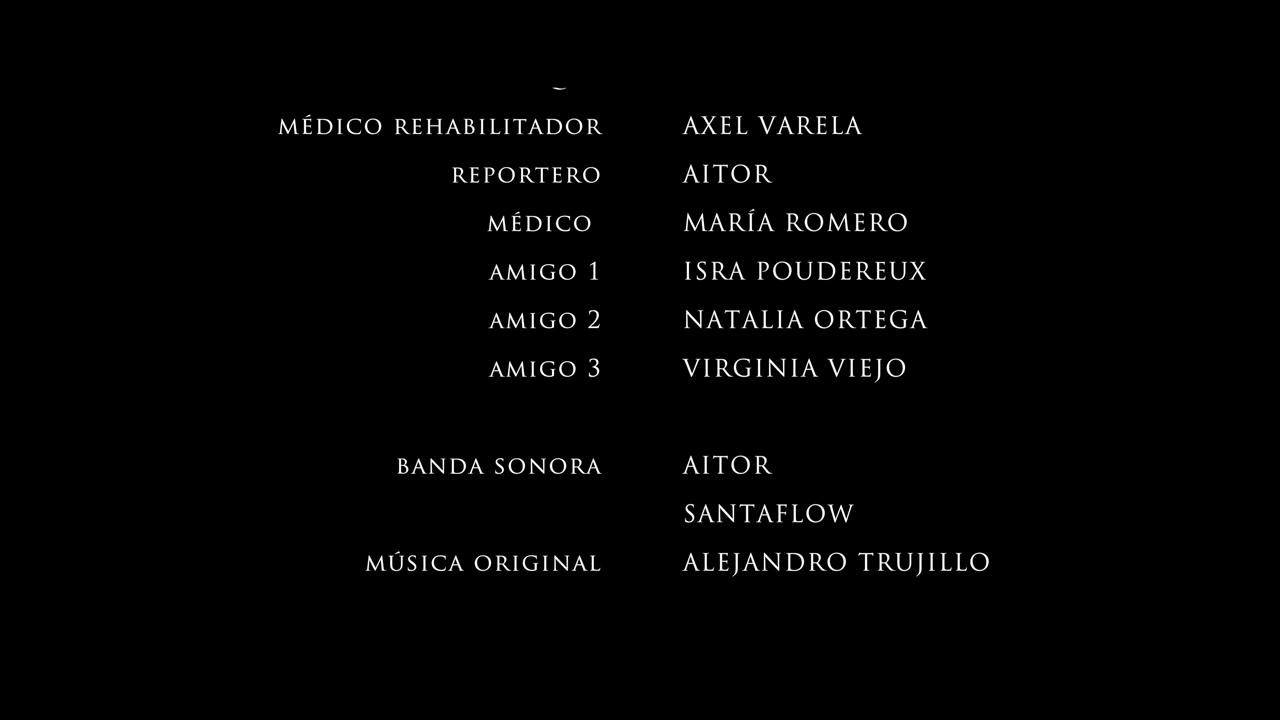 MÉDICO REHABILITADOR AXEL VARELA
REPORTERO AITOR
MÉDICO MARÍA ROMERO
AMIGO 1 ISRA POUDEREUX
AMIGO 2 NATALIA ORTEGA
AMIGO 3 VIRGINIA VIEJO
BANDA SONORA AITOR
SANTAFLOW
MÚSICA ORIGINAL ALEJANDRO TRUJILLO